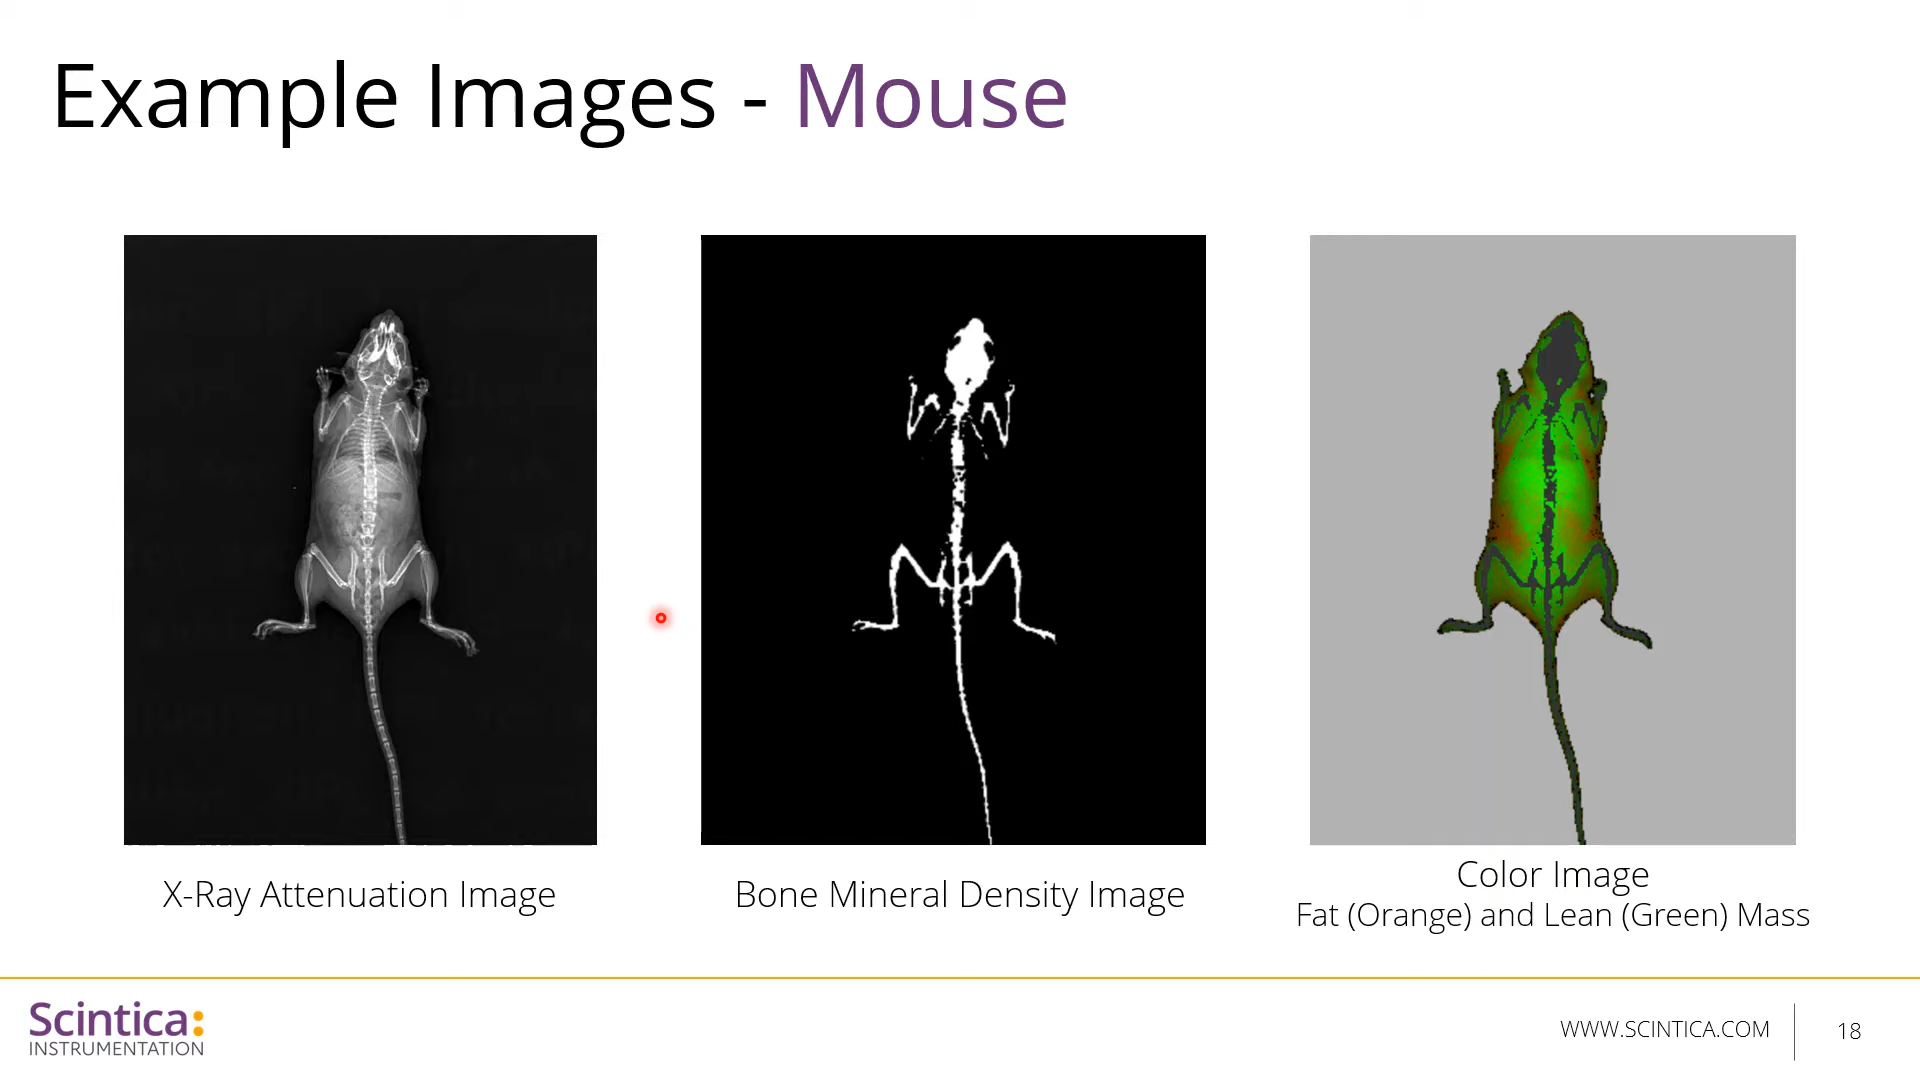 Example Images - Mouse
X-Ray Attenuation Image
Bone Mineral Density Image
Color Image
Fat (Orange) and Lean (Green) Mass
Scintica:
INSTRUMENTATION
WWW.SCINTICA.COM
18